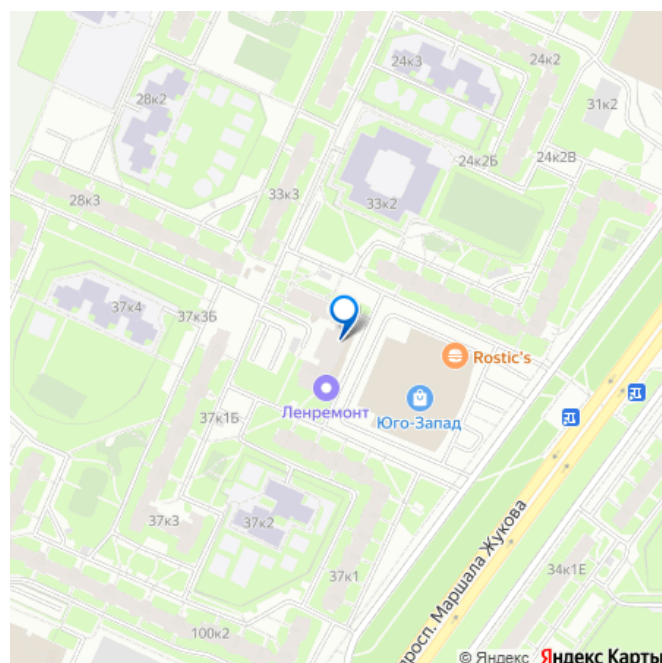 24к3
24к2
28к2
31к2
24к2Б
24к2В
28к3
33к3
33к2
37к4
37к3Б
Rostic's
Ленремонт
Юго-Запад
37к1Б
37к3
37к2
37к1
просп. Маршала Жукова
34к1Е
100к2
© Яндекс Яндекс Карты